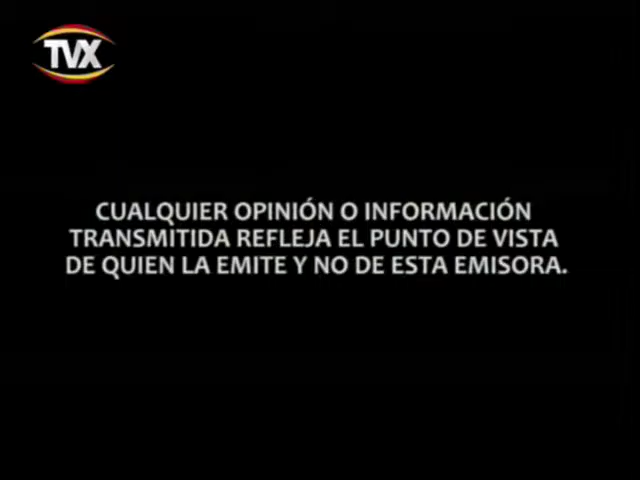 TVX
CUALQUIER OPINIÓN O INFORMACIÓN
TRANSMITIDA REFLEJA EL PUNTO DE VISTA
DE QUIEN LA EMITE Y NO DE ESTA EMISORA.